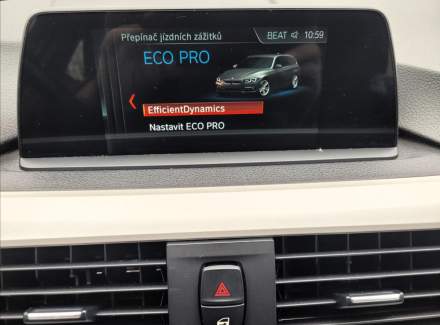 Přepínač jízdních zážitků BEAT 10:59
ECO PRO
EfficientDynamics
Nastavit ECO PRO